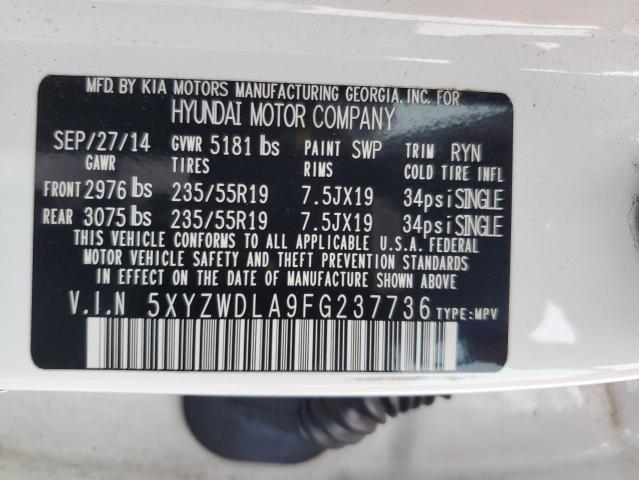 MFD. BY KIA MOTORS MANUFACTURING GEORGIA, INC. FOR
HYUNDAI MOTOR COMPANY
SEP/27/14 GVWR 5181 lbs PAINT SWP TRIM RYN
GAWR TIRES RIMS COLD TIRE INFL
FRONT 2976 lbs 235/55R19 7.5JX19 34psi SINGLE
REAR 3075 lbs 235/55R19 7.5JX19 34psi SINGLE
THIS VEHICLE CONFORMS TO ALL APPLICABLE U.S.A. FEDERAL
MOTOR VEHICLE SAFETY AND THEFT PREVENTION STANDARDS
IN EFFECT ON THE DATE OF MANUFACTURE SHOWN ABOVE.
V.I.N 5XYZWDLA9FG237736 TYPE:MPV